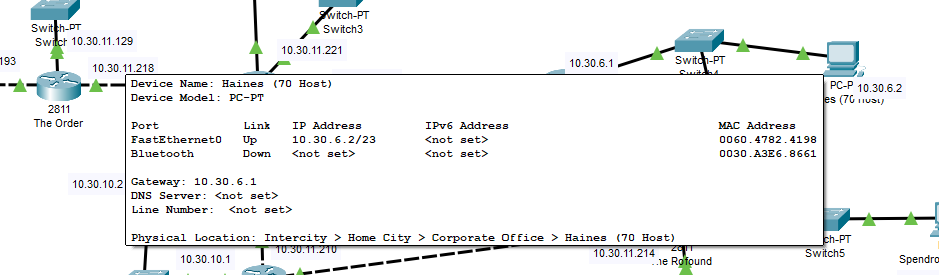 Switch-PT
Switch3
Switch-PT
Switch
10.30.11.129
10.30.11.221
193
10.30.11.218
10.30.6.1
Switch-PT
Switch4
2811
The Order
PC-P
es (70 Host)
10.30.6.2
Device Name: Haines (70 Host)
Device Model: PC-PT
Port Link IP Address IPv6 Address MAC Address
FastEthernet0 Up 10.30.6.2/23 <not set> 0060.4782.4198
Bluetooth Down <not set> <not set> 0030.A3E6.8661
Gateway: 10.30.6.1
DNS Server: <not set>
Line Number: <not set>
Physical Location: Intercity > Home City > Corporate Office > Haines (70 Host)
10.30.10.2
10.30.10.1
10.30.11.210
10.30.11.214
2811
he Rofound
Switch-PT
Switch5
Spendro